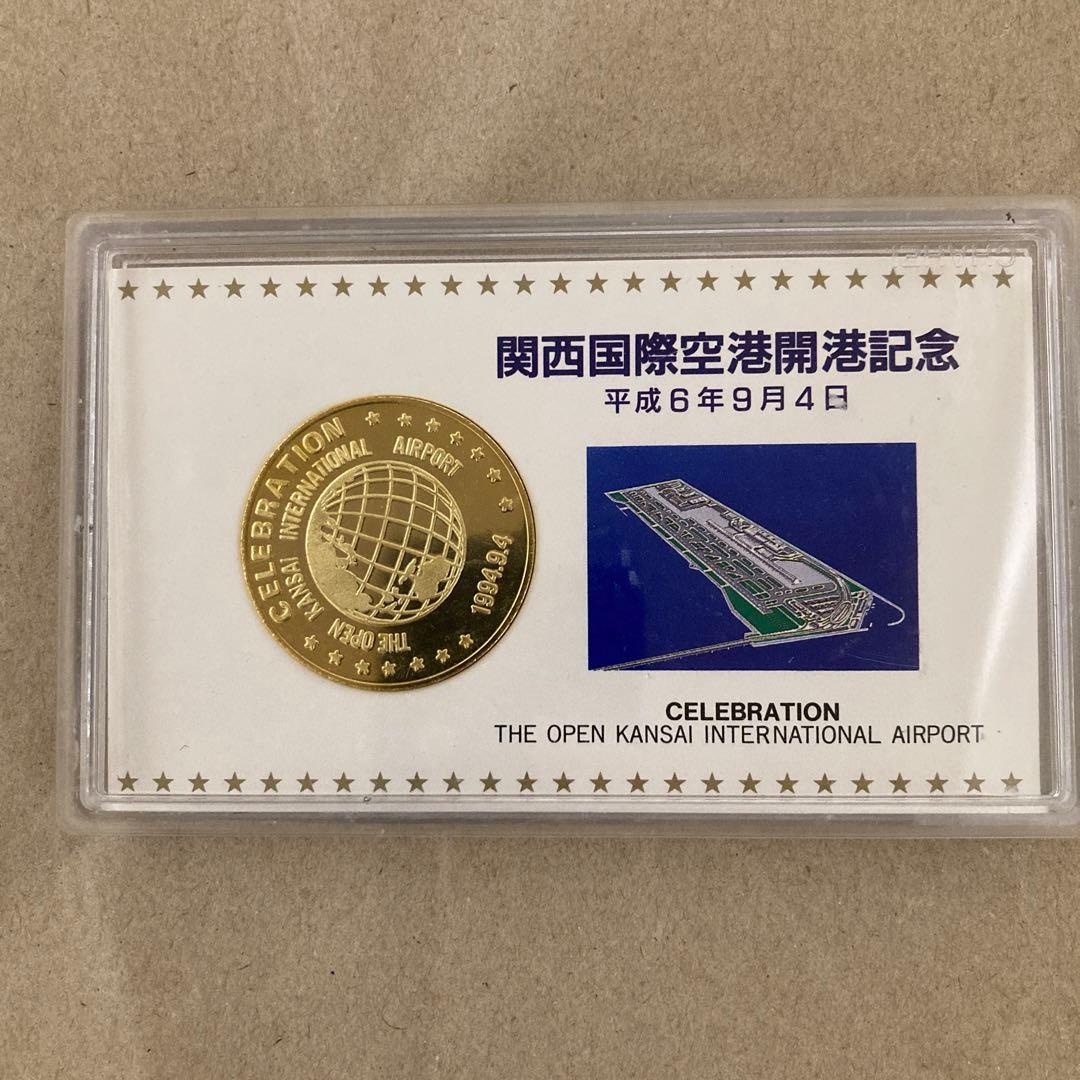 関西国際空港開港記念
平成6年9月4日
CELEBRATION
THE OPEN KANSAI INTERNATIONAL AIRPORT
1994.9.4
CELEBRATION
THE OPEN KANSAI INTERNATIONAL AIRPORT